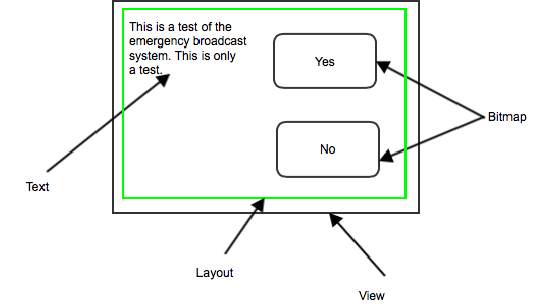 This is a test of the
emergency broadcast
system. This is only
a test.
Yes
No
Bitmap
Text
Layout
View